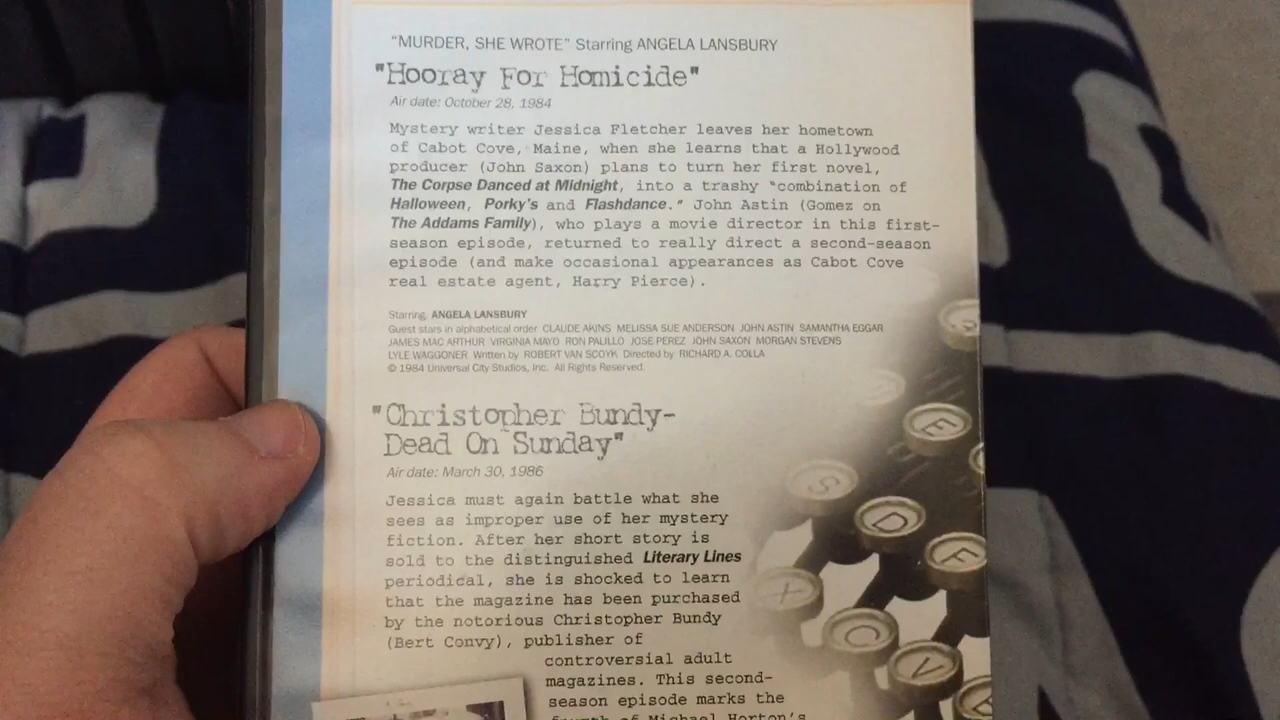 "MURDER, SHE WROTE" Starring ANGELA LANSBURY
"Hooray For Homicide"
Air date: October 28, 1984
Mystery writer Jessica Fletcher leaves her hometown
of Cabot Cove, Maine, when she learns that a Hollywood
producer (John Saxon) plans to turn her first novel,
The Corpse Danced at Midnight, into a trashy "combination of
Halloween, Porky's and Flashdance." John Astin (Gomez on
The Addams Family), who plays a movie director in this first-
season episode, returned to really direct a second-season
episode (and make occasional appearances as Cabot Cove
real estate agent, Harry Pierce).
Starring ANGELA LANSBURY
Guest stars in alphabetical order CLAUDE AKINS MELISSA SUE ANDERSON JOHN ASTIN SAMANTHA EGGAR
JAMES MAC ARTHUR VIRGINIA MAYO RON PALILLO JOSE PEREZ JOHN SAXON MORGAN STEVENS
LYLE WAGGONER Written by ROBERT VAN SCOYK Directed by RICHARD A. COLLA
© 1984 Universal City Studios, Inc. All Rights Reserved.
"Christopher Bundy-
Dead On Sunday"
Air date: March 30, 1986
Jessica must again battle what she
sees as improper use of her mystery
fiction. After her short story is
sold to the distinguished Literary Lines
periodical, she is shocked to learn
that the magazine has been purchased
by the notorious Christopher Bundy
(Bert Convy), publisher of
controversial adult
magazines. This second-
season episode marks the
fourth of Michael Horton's
E
S
D
F
X
C
V